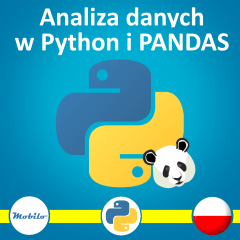 Analiza danych
w Python i PANDAS
Mobilo